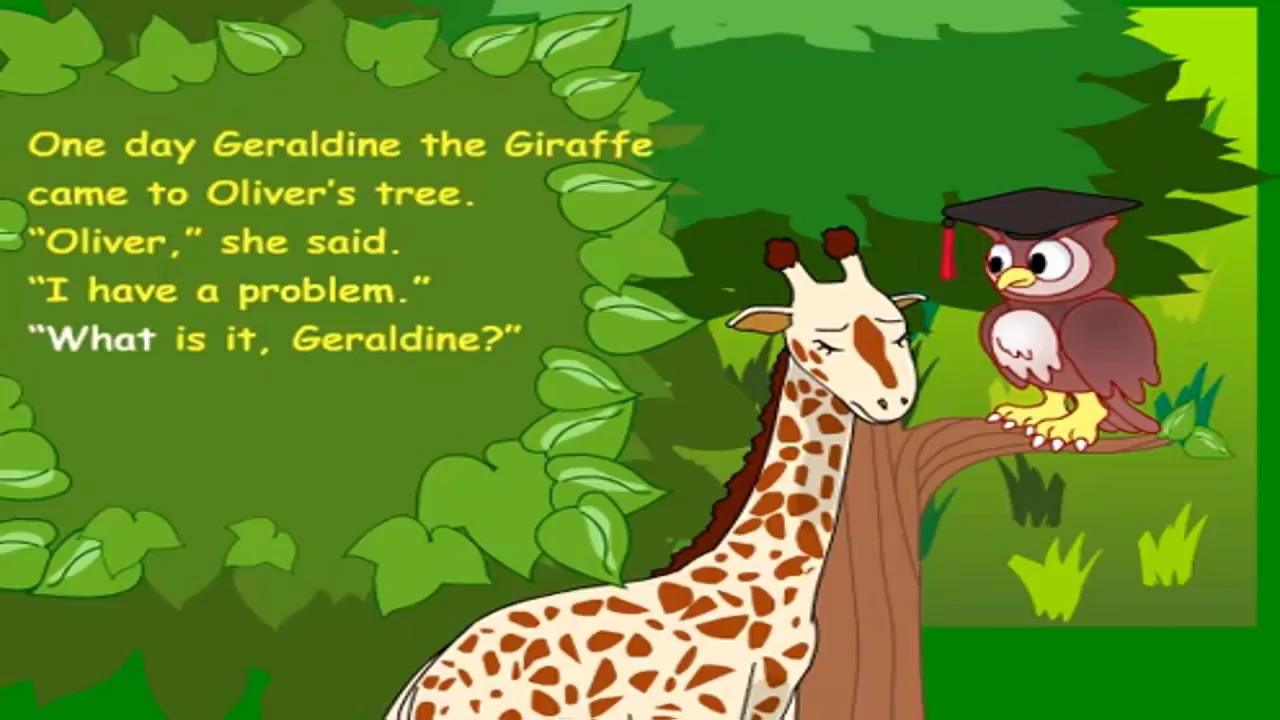 One day Geraldine the Giraffe
came to Oliver's tree.
“Oliver,” she said.
“I have a problem.”
“What is it, Geraldine?”